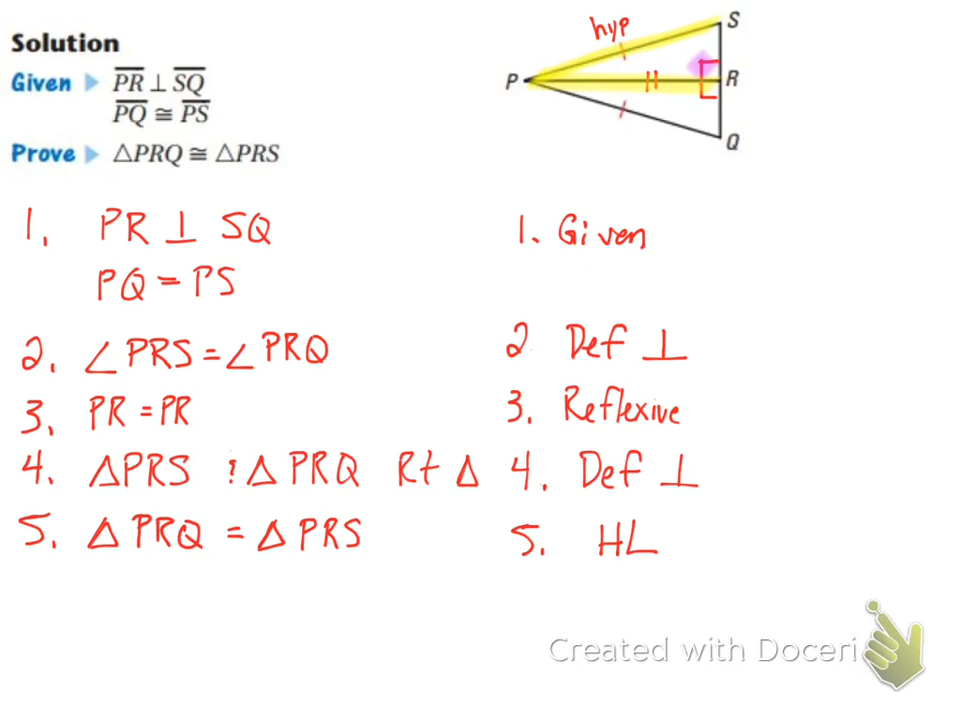 Solution
Given ▶ PR ⊥ SQ
PQ ≅ PS
Prove ▶ △PRQ ≅ △PRS
hyp
S
P
R
Q
1. PR ⊥ SQ 1. Given
PQ = PS
2. ∠PRS = ∠PRQ 2 Def ⊥
3. PR = PR 3. Reflexive
4. △PRS ; △PRQ Rt △ 4. Def ⊥
5. △PRQ = △PRS 5. HL
Created with Doceri